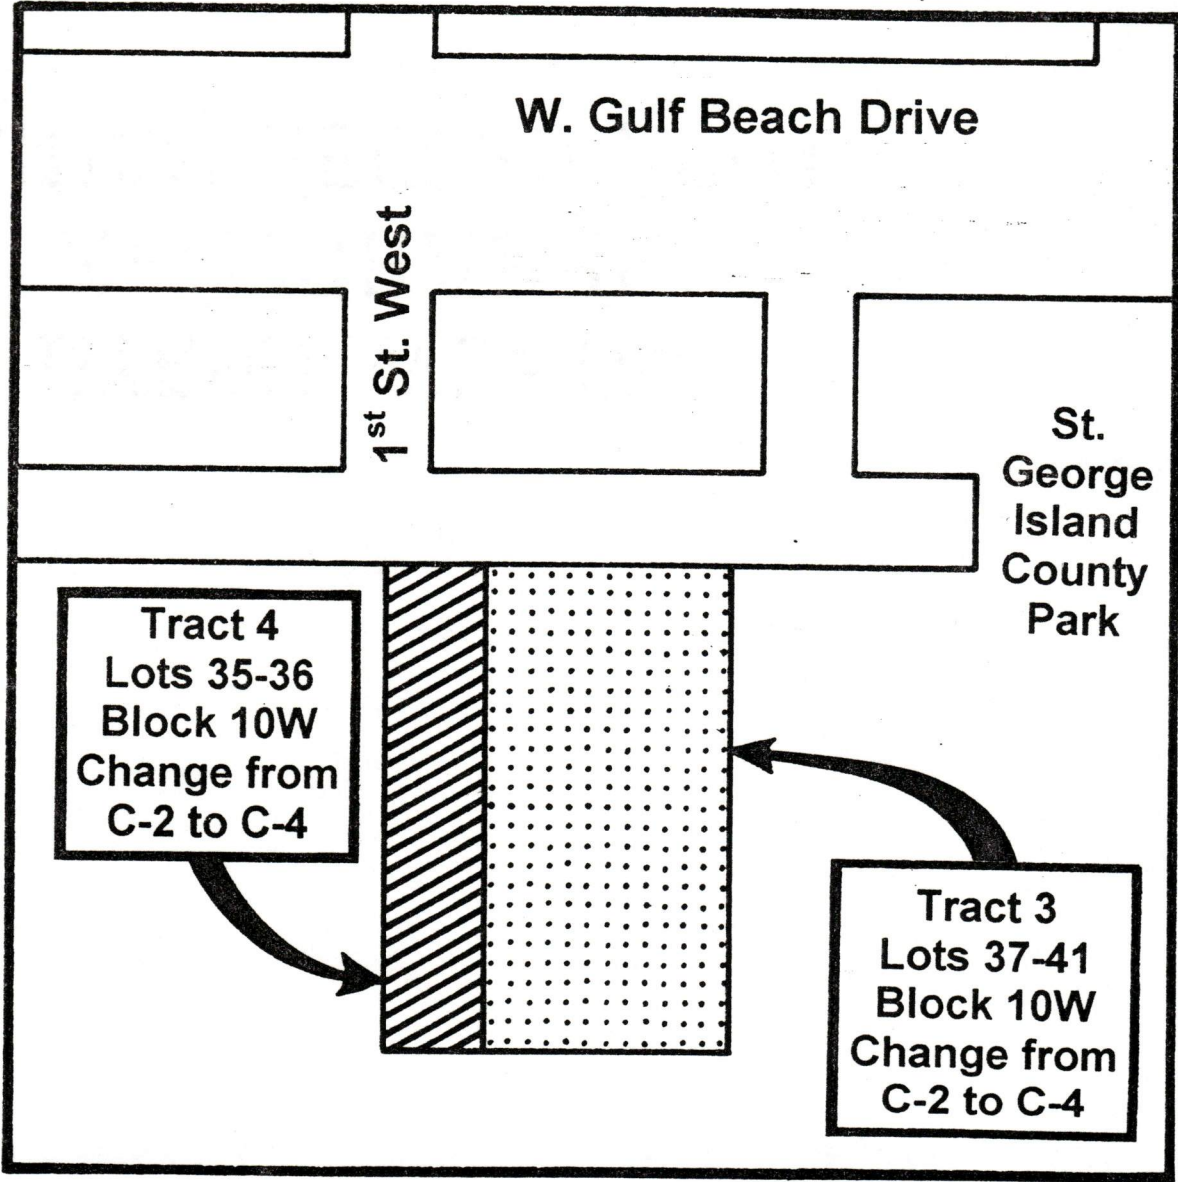 W. Gulf Beach Drive
1st St. West
St.
George
Island
County
Park
Tract 4
Lots 35-36
Block 10W
Change from
C-2 to C-4
Tract 3
Lots 37-41
Block 10W
Change from
C-2 to C-4